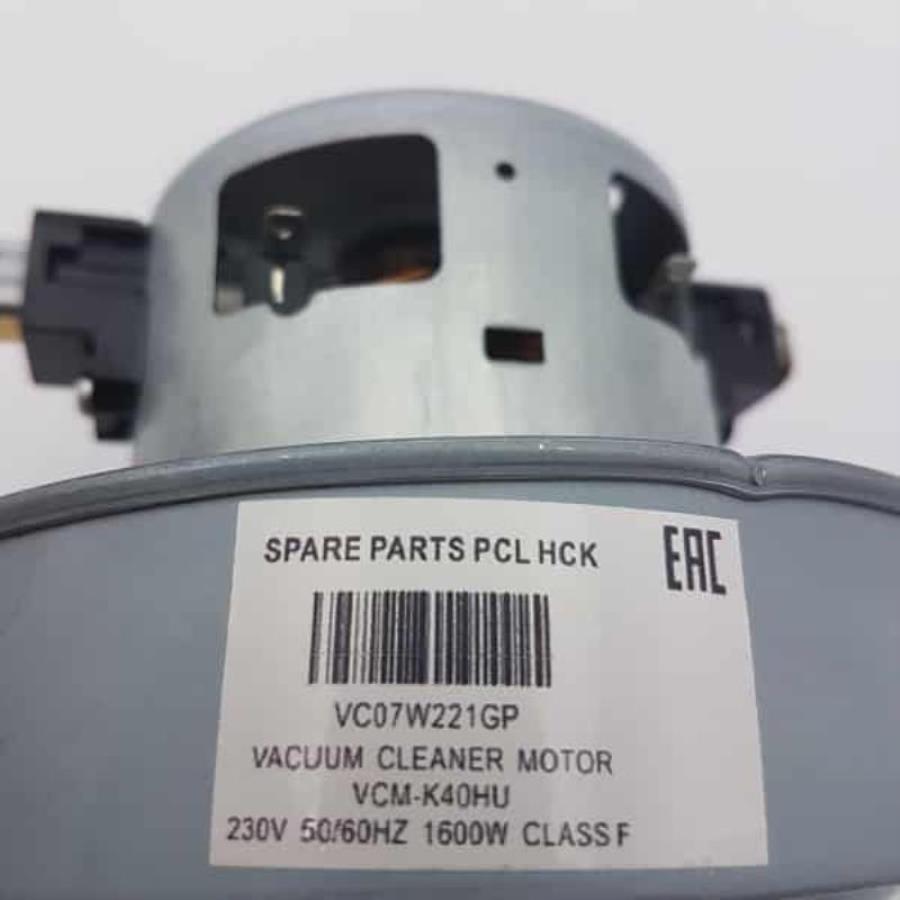 SPARE PARTS PCL HCK
EAC
VC07W221GP
VACUUM CLEANER MOTOR
VCM-K40HU
230V 50/60HZ 1600W CLASS F